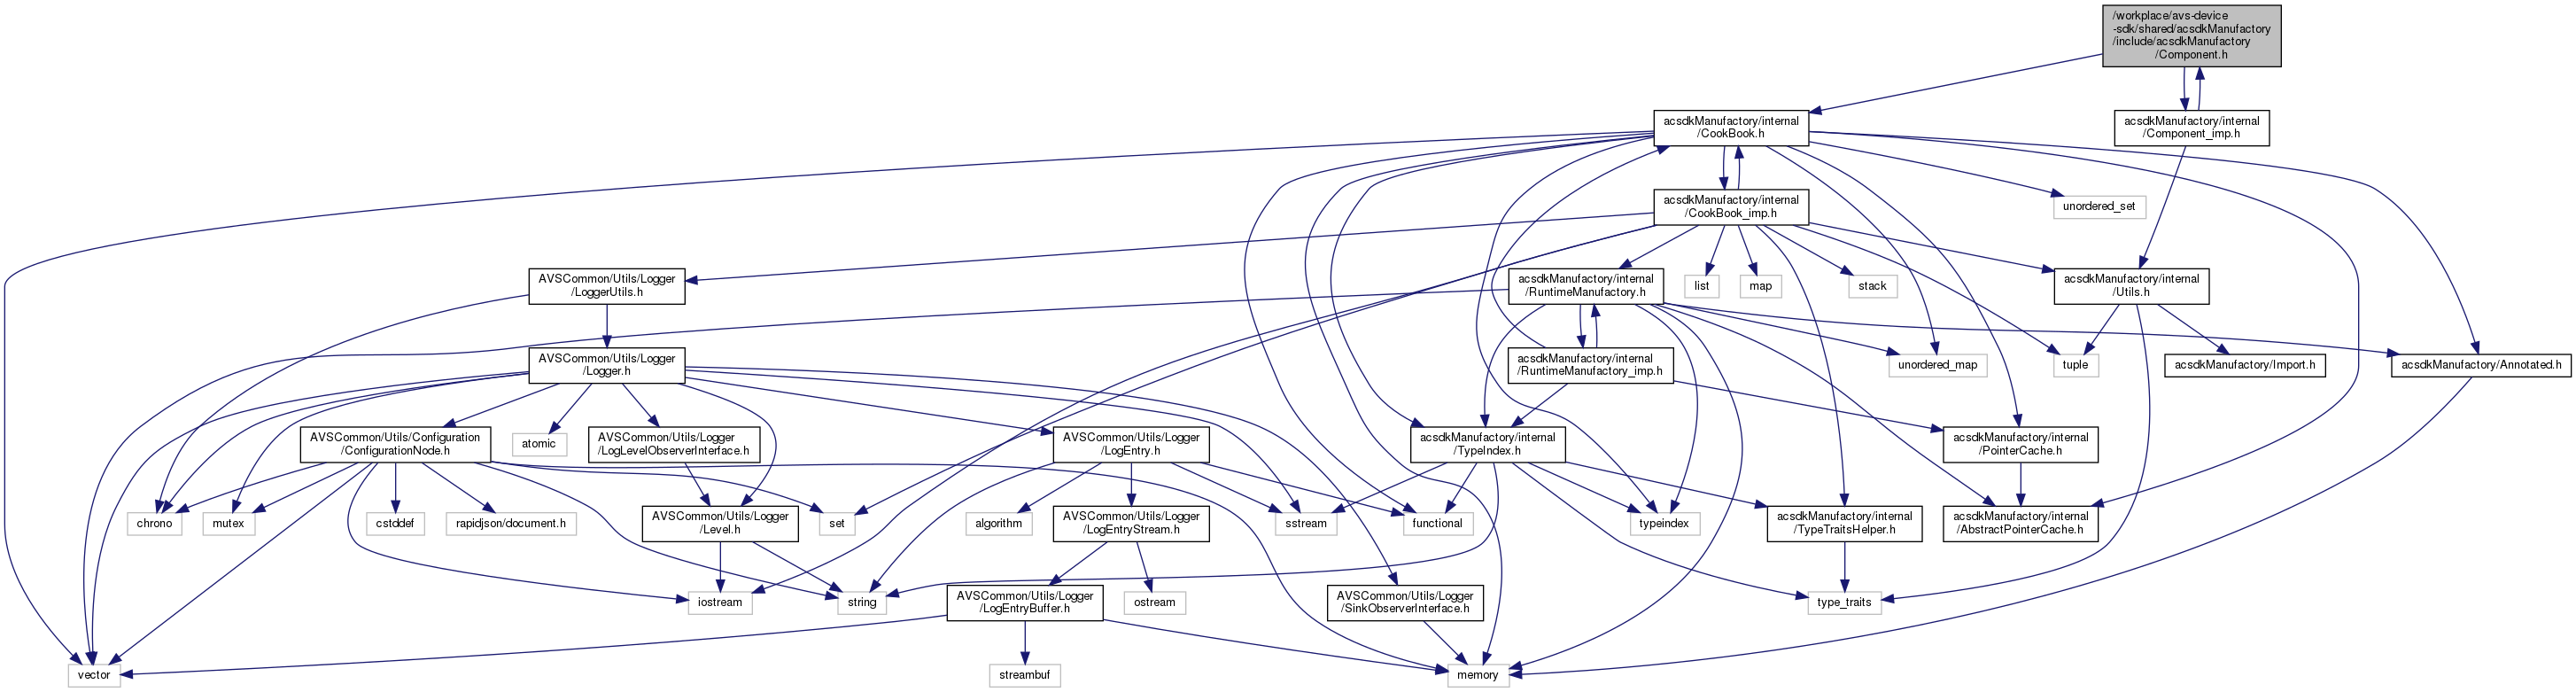 /workplace/avs-device
-sdk/shared/acsdkManufactory
/include/acsdkManufactory
/Component.h
acsdkManufactory/internal
/CookBook.h
acsdkManufactory/internal
/Component_imp.h
acsdkManufactory/internal
/CookBook_imp.h
unordered_set
AVSCommon/Utils/Logger
/LoggerUtils.h
acsdkManufactory/internal
/RuntimeManufactory.h
list
map
stack
acsdkManufactory/internal
/Utils.h
AVSCommon/Utils/Logger
/Logger.h
acsdkManufactory/internal
/RuntimeManufactory_imp.h
unordered_map
tuple
acsdkManufactory/Import.h
acsdkManufactory/Annotated.h
AVSCommon/Utils/Configuration
/ConfigurationNode.h
atomic
AVSCommon/Utils/Logger
/LogLevelObserverInterface.h
AVSCommon/Utils/Logger
/LogEntry.h
acsdkManufactory/internal
/TypeIndex.h
acsdkManufactory/internal
/PointerCache.h
chrono
mutex
cstddef
rapidjson/document.h
AVSCommon/Utils/Logger
/Level.h
set
algorithm
AVSCommon/Utils/Logger
/LogEntryStream.h
sstream
functional
typeindex
acsdkManufactory/internal
/TypeTraitsHelper.h
acsdkManufactory/internal
/AbstractPointerCache.h
iostream
string
AVSCommon/Utils/Logger
/LogEntryBuffer.h
ostream
AVSCommon/Utils/Logger
/SinkObserverInterface.h
type_traits
vector
streambuf
memory